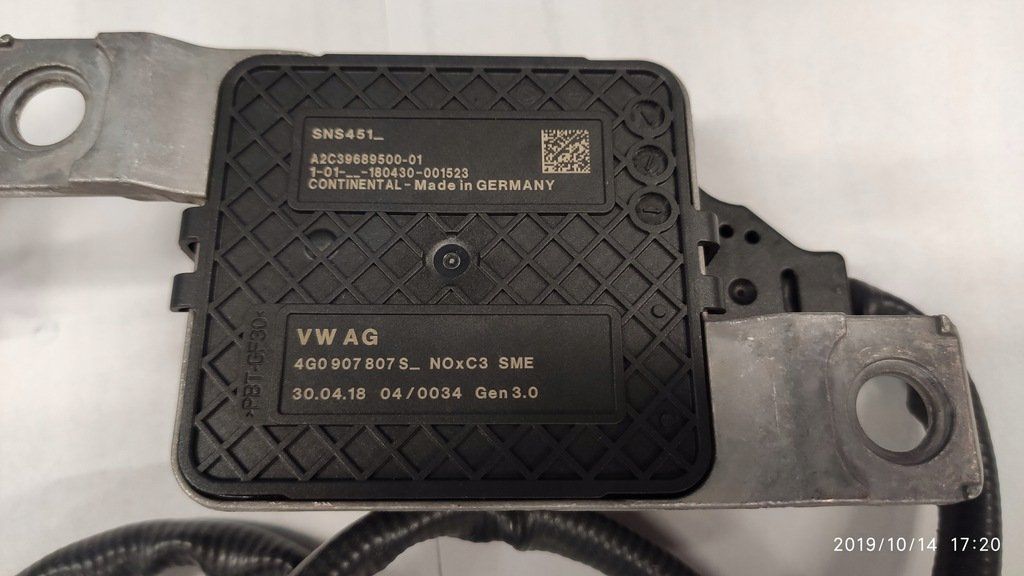 SNS451_
A2C39689500-01
1-01-__-180430-001523
CONTINENTAL - Made in GERMANY
VW AG
4G0 907 807 S_ NOxC3 SME
30.04.18 04/0034 Gen 3.0
>PBT-GF30<
2019/10/14 17:20